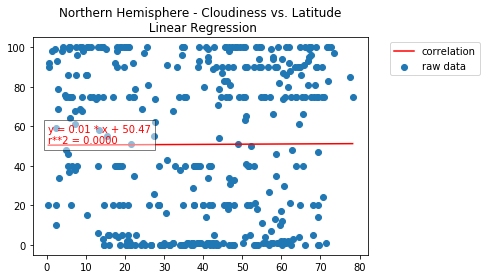 Northern Hemisphere - Cloudiness vs. Latitude
Linear Regression
100
80
60
40
20
0
y = 0.01 * x + 50.47
r**2 = 0.0000
0 10 20 30 40 50 60 70 80
correlation
raw data